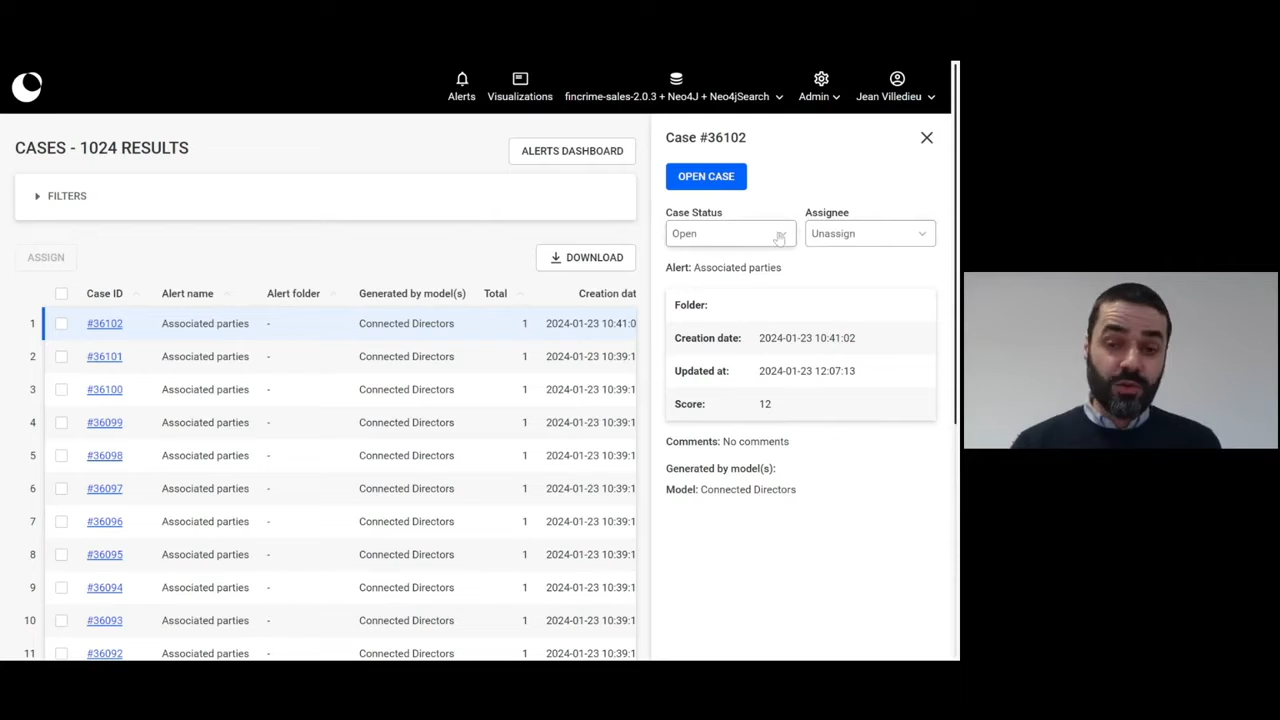 Alerts
Visualizations
fincrime-sales-2.0.3 + Neo4J + Neo4jSearch
Admin
Jean Villedieu
CASES - 1024 RESULTS
ALERTS DASHBOARD
FILTERS
ASSIGN
DOWNLOAD
Case ID Alert name Alert folder Generated by model(s) Total Creation dat
1 #36102 Associated parties - Connected Directors 1 2024-01-23 10:41:0
2 #36101 Associated parties - Connected Directors 1 2024-01-23 10:39:1
3 #36100 Associated parties - Connected Directors 1 2024-01-23 10:39:1
4 #36099 Associated parties - Connected Directors 1 2024-01-23 10:39:1
5 #36098 Associated parties - Connected Directors 1 2024-01-23 10:39:1
6 #36097 Associated parties - Connected Directors 1 2024-01-23 10:39:1
7 #36096 Associated parties - Connected Directors 1 2024-01-23 10:39:1
8 #36095 Associated parties - Connected Directors 1 2024-01-23 10:39:1
9 #36094 Associated parties - Connected Directors 1 2024-01-23 10:39:1
10 #36093 Associated parties - Connected Directors 1 2024-01-23 10:39:1
11 #36092 Associated parties - Connected Directors 1 2024-01-23 10:39:1
Case #36102
OPEN CASE
Case Status Assignee
Open Unassign
Alert: Associated parties
Folder:
Creation date: 2024-01-23 10:41:02
Updated at: 2024-01-23 12:07:13
Score: 12
Comments: No comments
Generated by model(s):
Model: Connected Directors